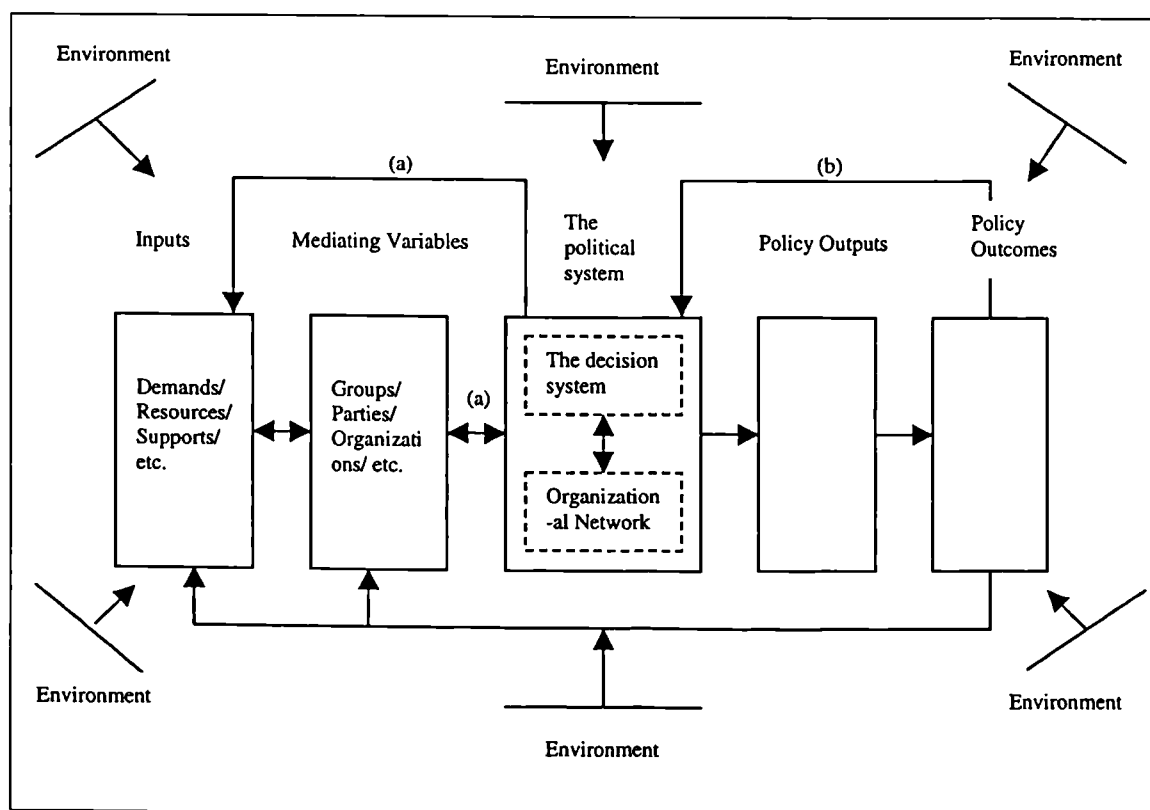 Environment
Environment
Environment
(a)
(b)
Inputs
Mediating Variables
The
political
system
Policy Outputs
Policy
Outcomes
Demands/
Resources/
Supports/
etc.
Groups/
Parties/
Organizati
ons/ etc.
(a)
The decision
system
Organization
-al Network
Environment
Environment
Environment